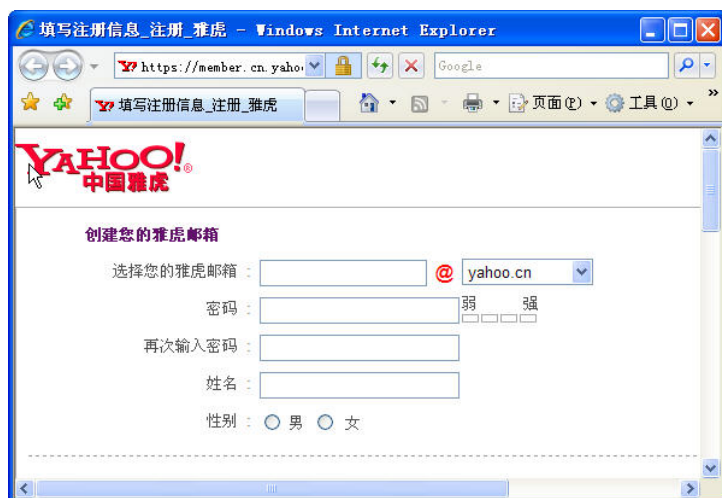 填写注册信息_注册_雅虎 - Windows Internet Explorer
https://member.cn.yaho
Google
填写注册信息_注册_雅虎
页面(P)
工具(O)
»
YAHOO!®
中国雅虎
创建您的雅虎邮箱
选择您的雅虎邮箱 : @ yahoo.cn
密码 : 弱 强
再次输入密码 :
姓名 :
性别 : 男 女